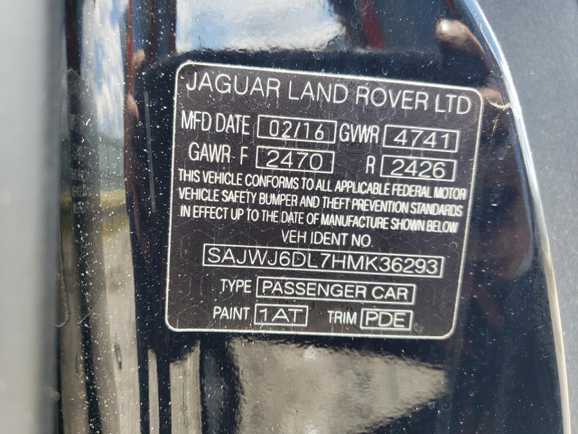 JAGUAR LAND ROVER LTD
MFD DATE 02/16 GVWR 4741
GAWR F 2470 R 2426
THIS VEHICLE CONFORMS TO ALL APPLICABLE FEDERAL MOTOR
VEHICLE SAFETY BUMPER AND THEFT PREVENTION STANDARDS
IN EFFECT UP TO THE DATE OF MANUFACTURE SHOWN BELOW
VEH IDENT NO
SAJWJ6DL7HMK36293
TYPE PASSENGER CAR
PAINT 1AT TRIM PDE